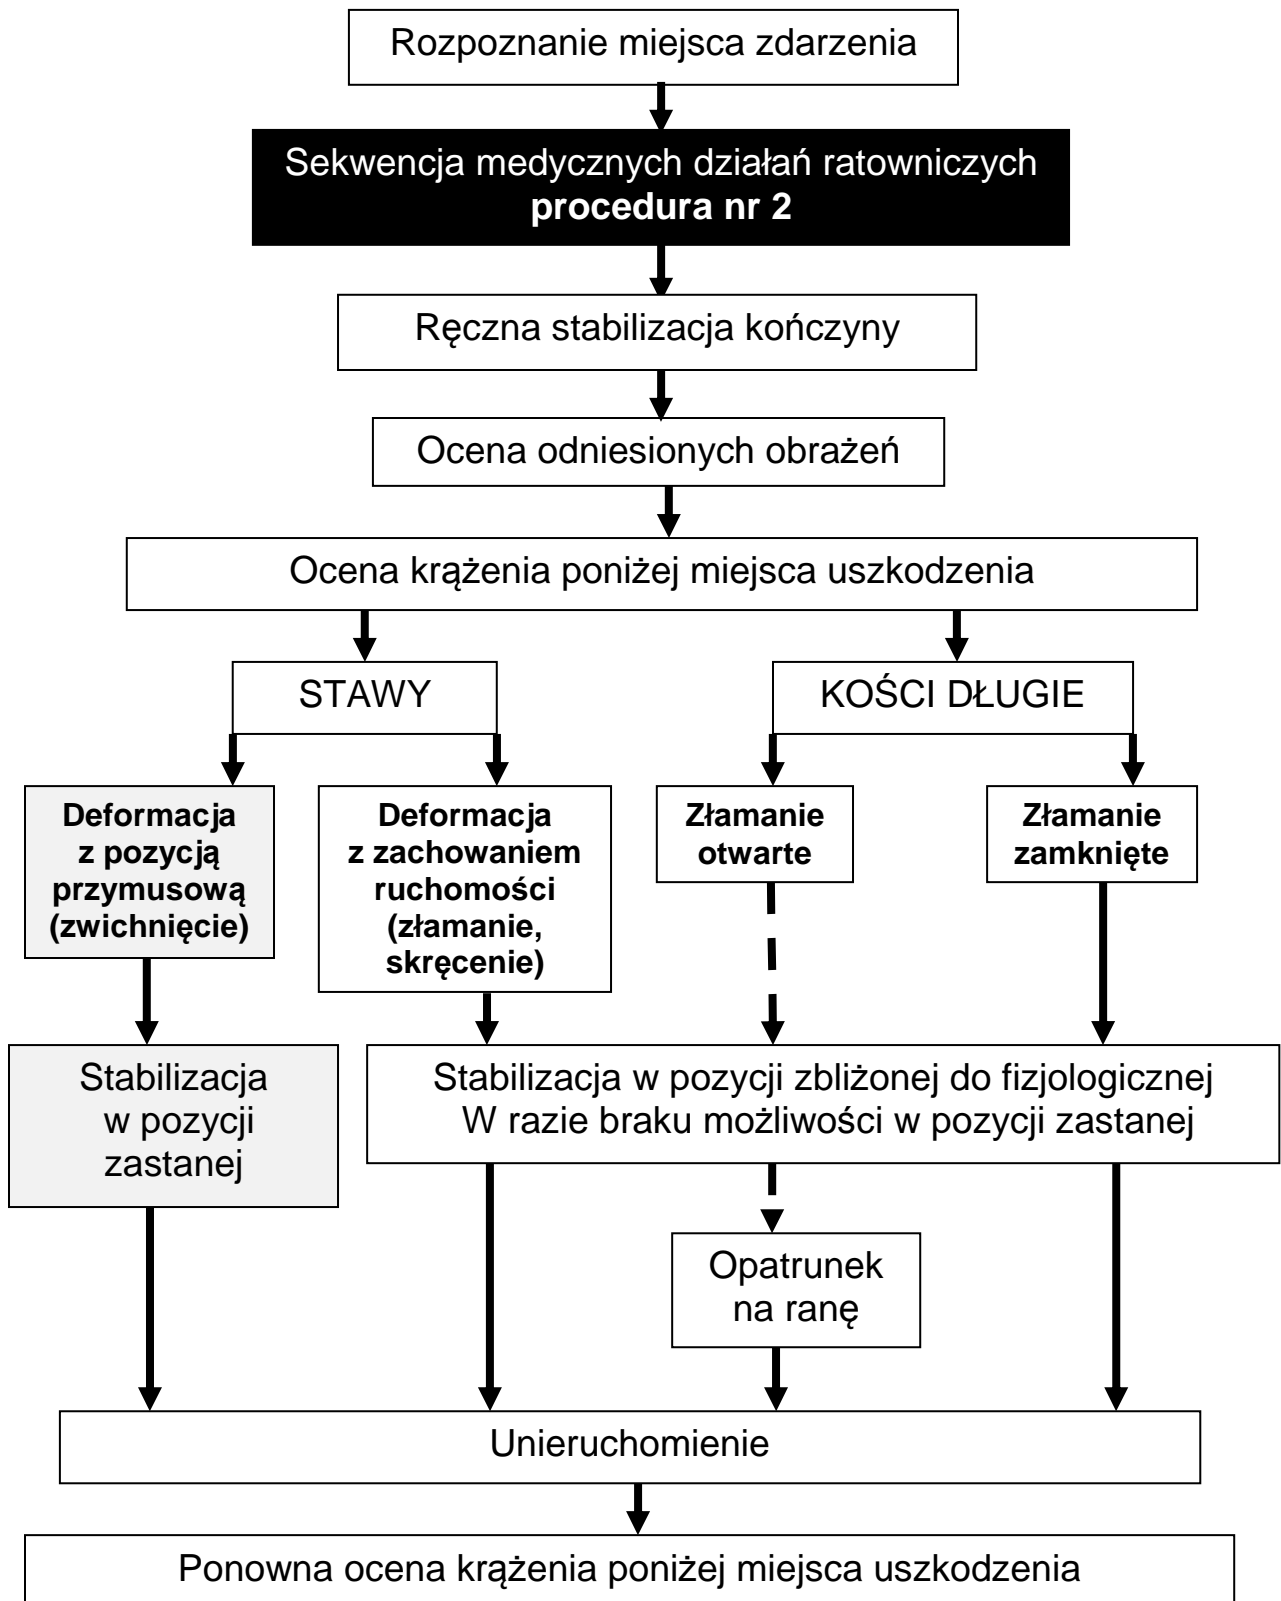 Rozpoznanie miejsca zdarzenia
Sekwencja medycznych działań ratowniczych
procedura nr 2
Ręczna stabilizacja kończyny
Ocena odniesionych obrażeń
Ocena krążenia poniżej miejsca uszkodzenia
STAWY
KOŚCI DŁUGIE
Deformacja
z pozycją
przymusową
(zwichnięcie)
Deformacja
z zachowaniem
ruchomości
(złamanie,
skręcenie)
Złamanie
otwarte
Złamanie
zamknięte
Stabilizacja
w pozycji
zastanej
Stabilizacja w pozycji zbliżonej do fizjologicznej
W razie braku możliwości w pozycji zastanej
Opatrunek
na ranę
Unieruchomienie
Ponowna ocena krążenia poniżej miejsca uszkodzenia